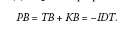 PB = TB + KB = −IDT.